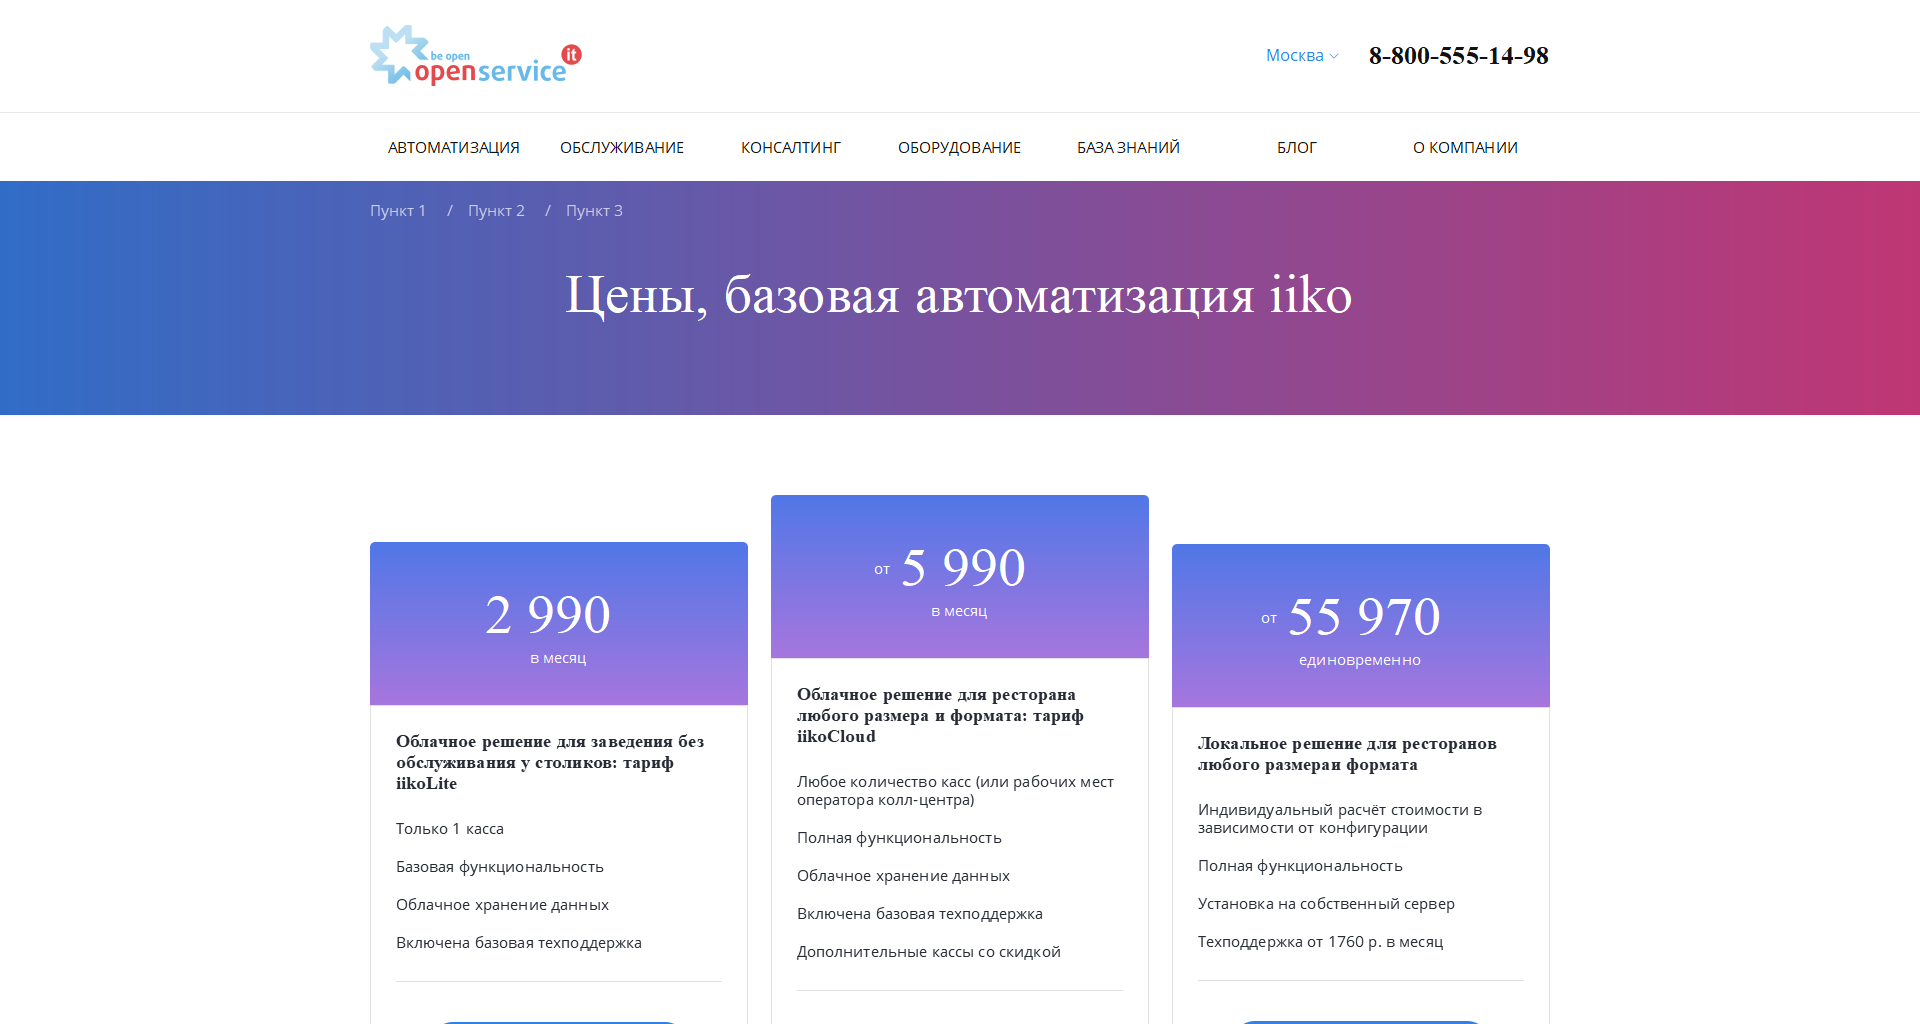 be open
openservice
it
Москва
8-800-555-14-98
АВТОМАТИЗАЦИЯ ОБСЛУЖИВАНИЕ КОНСАЛТИНГ ОБОРУДОВАНИЕ БАЗА ЗНАНИЙ БЛОГ О КОМПАНИИ
Пункт 1 / Пункт 2 / Пункт 3
Цены, базовая автоматизация iiko
2 990
в месяц
Облачное решение для заведения без
обслуживания у столиков: тариф
iikoLite
Только 1 касса
Базовая функциональность
Облачное хранение данных
Включена базовая техподдержка
от 5 990
в месяц
Облачное решение для ресторана
любого размера и формата: тариф
iikoCloud
Любое количество касс (или рабочих мест
оператора колл-центра)
Полная функциональность
Облачное хранение данных
Включена базовая техподдержка
Дополнительные кассы со скидкой
от 55 970
единовременно
Локальное решение для ресторанов
любого размераи формата
Индивидуальный расчёт стоимости в
зависимости от конфигурации
Полная функциональность
Установка на собственный сервер
Техподдержка от 1760 р. в месяц